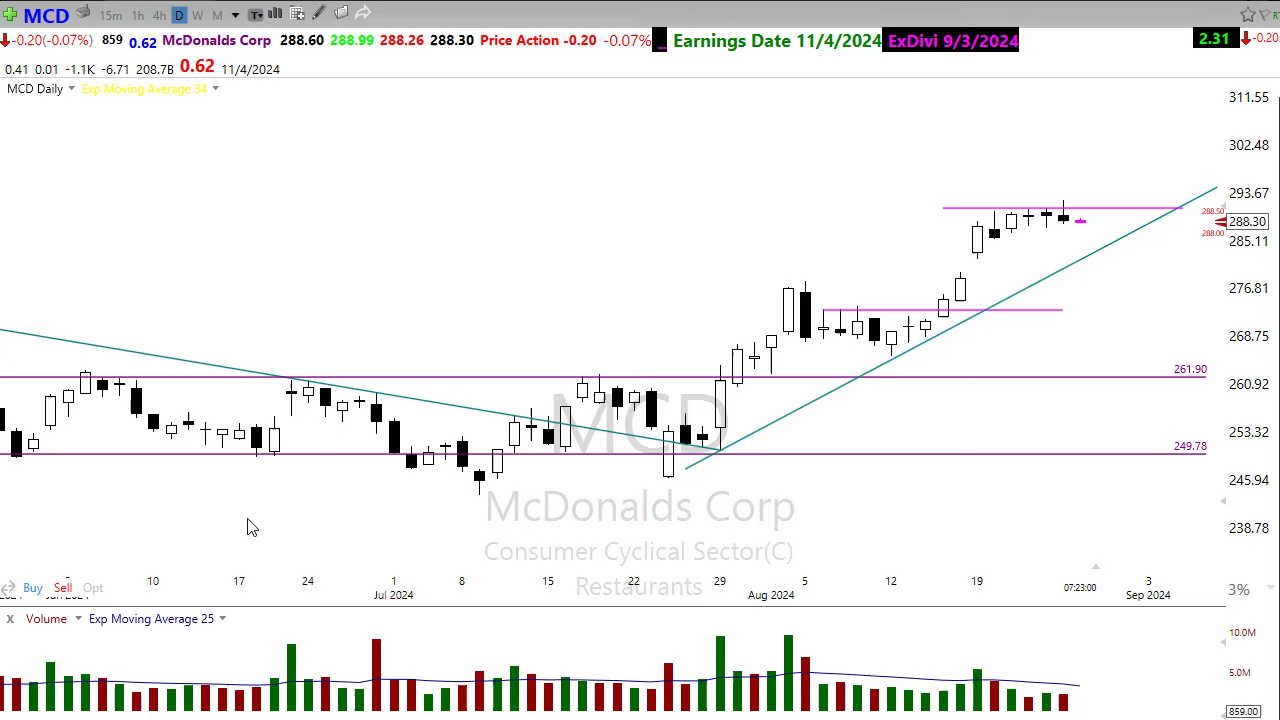 MCD 15m 1h 4h D W M T
-0.20(-0.07%) 859 0.62 McDonalds Corp 288.60 288.99 288.26 288.30 Price Action -0.20 -0.07% ... Earnings Date 11/4/2024 ExDivi 9/3/2024 2.31 -0.20
0.41 0.01 -1.1K -6.71 208.7B 0.62 11/4/2024
MCD Daily Exp Moving Average 34
311.55
302.48
293.67
288.50
288.30
288.00
285.11
276.81
268.75
261.90
260.92
MCD
253.32
249.78
245.94
McDonalds Corp
238.78
Consumer Cyclical Sector(C)
Restaurants
Buy Sell Opt
10 17 24 1 8 15 22 29 5 12 19 3
07:23:00
3%
Jul 2024 Aug 2024 Sep 2024
X Volume Exp Moving Average 25
10.0M
5.0M
859.00